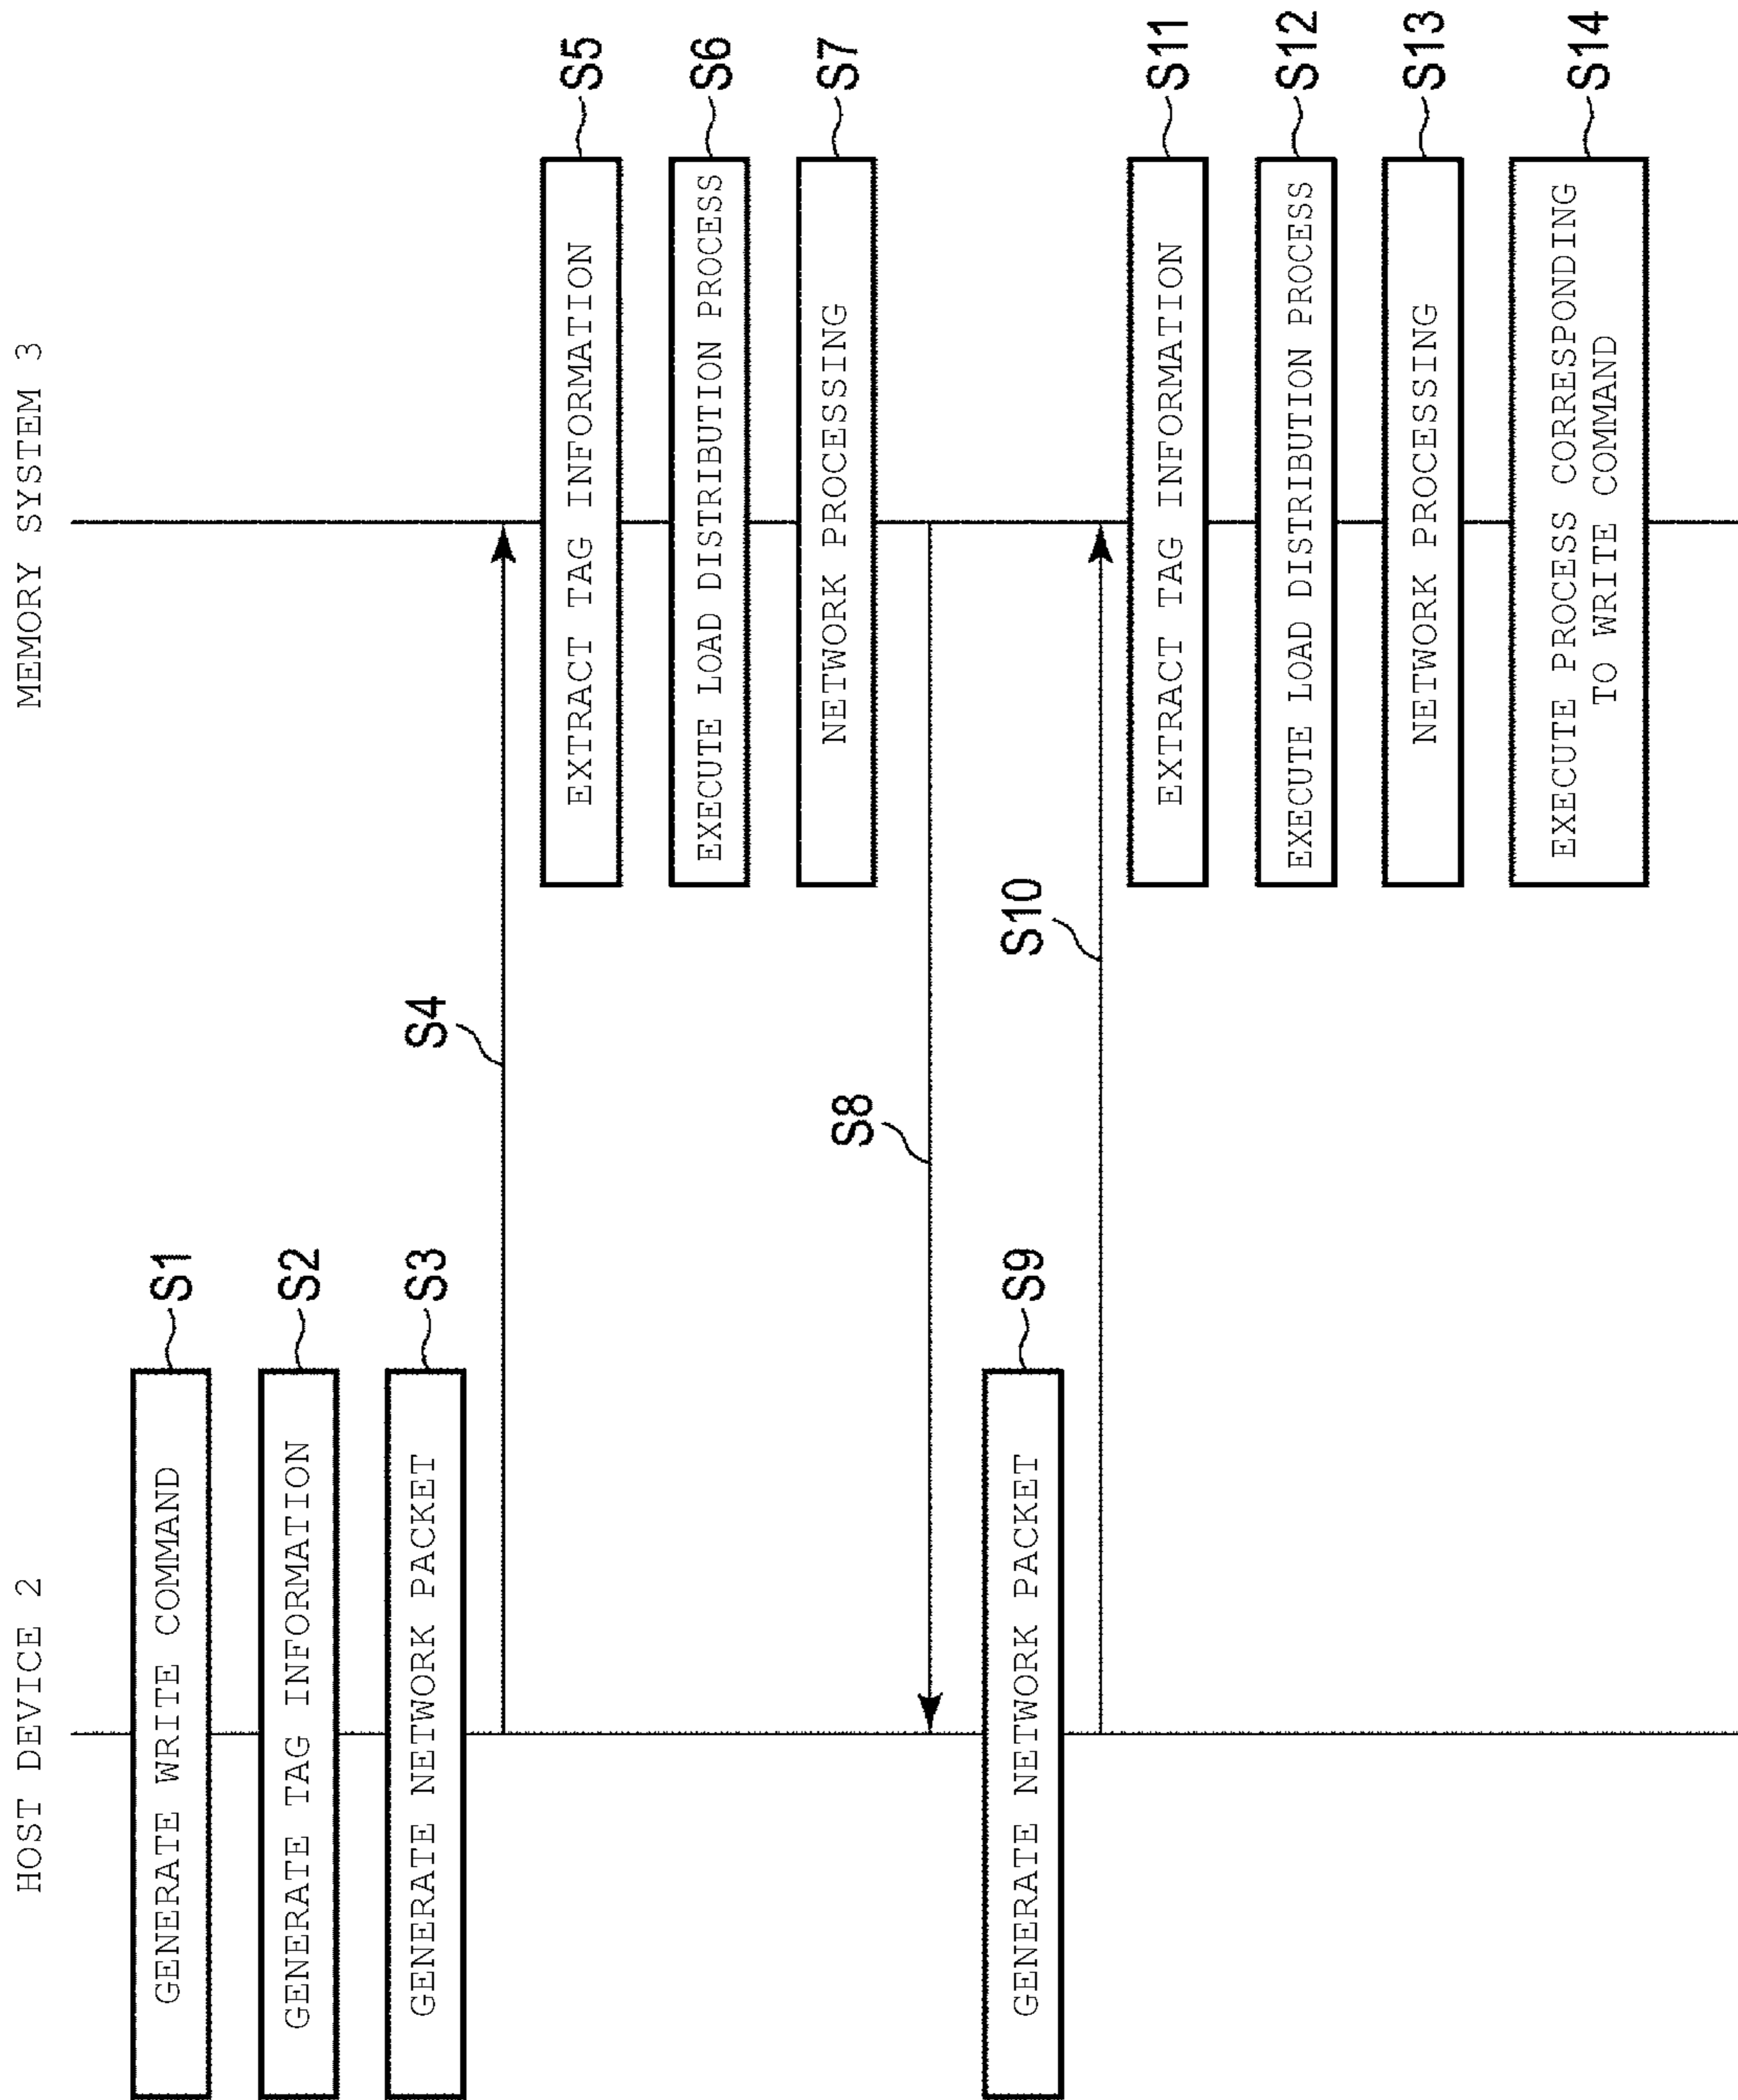 HOST DEVICE 2
MEMORY SYSTEM 3
GENERATE WRITE COMMAND
S1
GENERATE TAG INFORMATION
S2
GENERATE NETWORK PACKET
S3
S4
EXTRACT TAG INFORMATION
S5
EXECUTE LOAD DISTRIBUTION PROCESS
S6
NETWORK PROCESSING
S7
S8
GENERATE NETWORK PACKET
S9
S10
EXTRACT TAG INFORMATION
S11
EXECUTE LOAD DISTRIBUTION PROCESS
S12
NETWORK PROCESSING
S13
EXECUTE PROCESS CORRESPONDING
TO WRITE COMMAND
S14